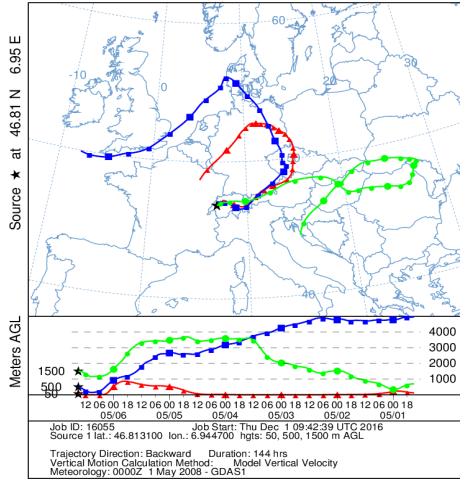 Source ★ at 46.81 N 6.95 E
-10
0
60
10
20
30
40
Meters AGL
1500
500
50
4000
3000
2000
1000
12 06 00 18 12 06 00 18 12 06 00 18 12 06 00 18 12 06 00 18 12 06 00 18
05/06 05/05 05/04 05/03 05/02 05/01
Job ID: 16055 Job Start: Thu Dec 1 09:42:39 UTC 2016
Source 1 lat.: 46.813100 lon.: 6.944700 hgts: 50, 500, 1500 m AGL
Trajectory Direction: Backward Duration: 144 hrs
Vertical Motion Calculation Method: Model Vertical Velocity
Meteorology: 0000Z 1 May 2008 - GDAS1